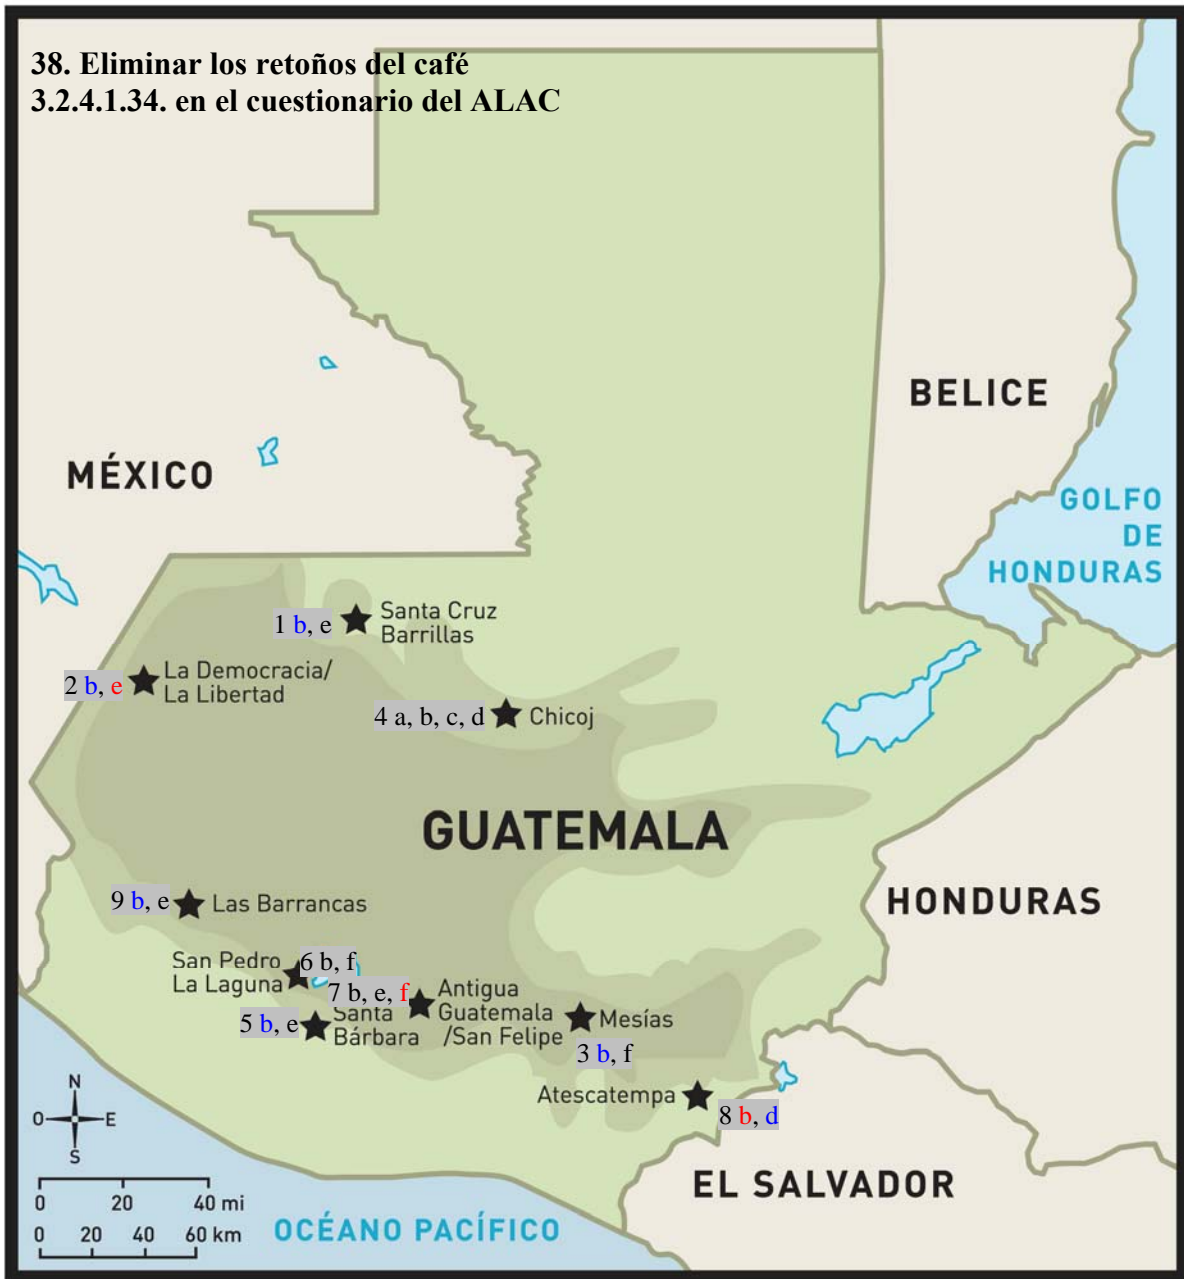 38. Eliminar los retoños del café
3.2.4.1.34. en el cuestionario del ALAC
BELICE
MÉXICO
GOLFO
DE
HONDURAS
1 b, e
Santa Cruz
Barrillas
2 b, e
La Democracia/
La Libertad
4 a, b, c, d
Chicoj
GUATEMALA
9 b, e
Las Barrancas
HONDURAS
San Pedro
La Laguna
6 b, f
7 b, e, f
Antigua
Guatemala
/San Felipe
5 b, e
Santa
Bárbara
Mesías
3 b, f
Atescatempa
8 b, d
N
O
E
S
EL SALVADOR
0 20 40 mi
0 20 40 60 km
OCÉANO PACÍFICO